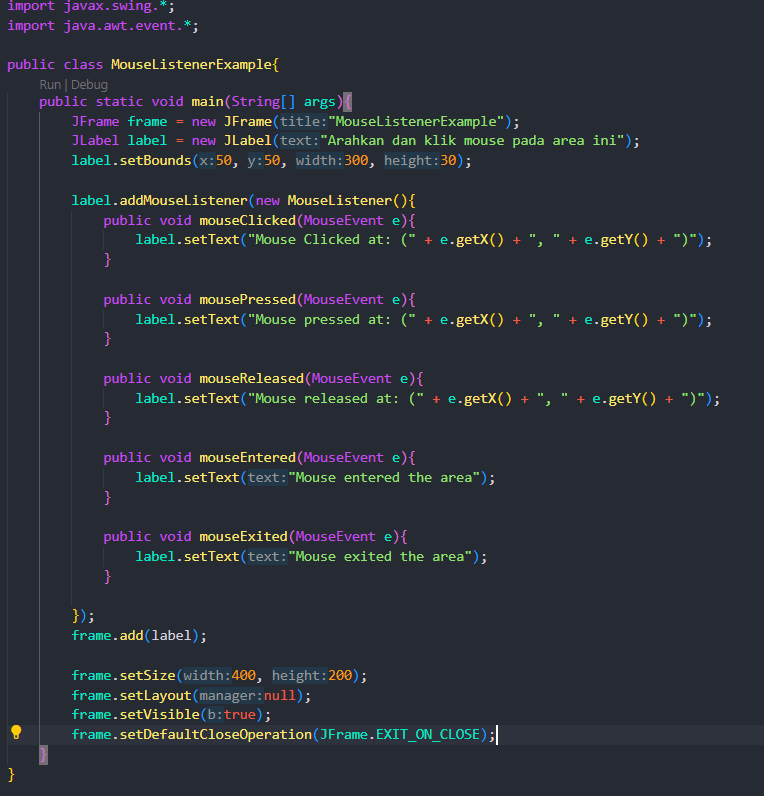 import javax.swing.*;
import java.awt.event.*;

public class MouseListenerExample{
    Run | Debug
    public static void main(String[] args){
        JFrame frame = new JFrame(title:"MouseListenerExample");
        JLabel label = new JLabel(text:"Arahkan dan klik mouse pada area ini");
        label.setBounds(x:50, y:50, width:300, height:30);

        label.addMouseListener(new MouseListener(){
            public void mouseClicked(MouseEvent e){
                label.setText("Mouse Clicked at: (" + e.getX() + ", " + e.getY() + ")");
            }

            public void mousePressed(MouseEvent e){
                label.setText("Mouse pressed at: (" + e.getX() + ", " + e.getY() + ")");
            }

            public void mouseReleased(MouseEvent e){
                label.setText("Mouse released at: (" + e.getX() + ", " + e.getY() + ")");
            }

            public void mouseEntered(MouseEvent e){
                label.setText(text:"Mouse entered the area");
            }

            public void mouseExited(MouseEvent e){
                label.setText(text:"Mouse exited the area");
            }

        });
        frame.add(label);

        frame.setSize(width:400, height:200);
        frame.setLayout(manager:null);
        frame.setVisible(b:true);
        frame.setDefaultCloseOperation(JFrame.EXIT_ON_CLOSE);
    }
}